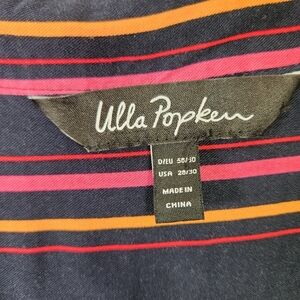 Ulla Popken
D/EU 58/60
USA 28/30
MADE IN
CHINA